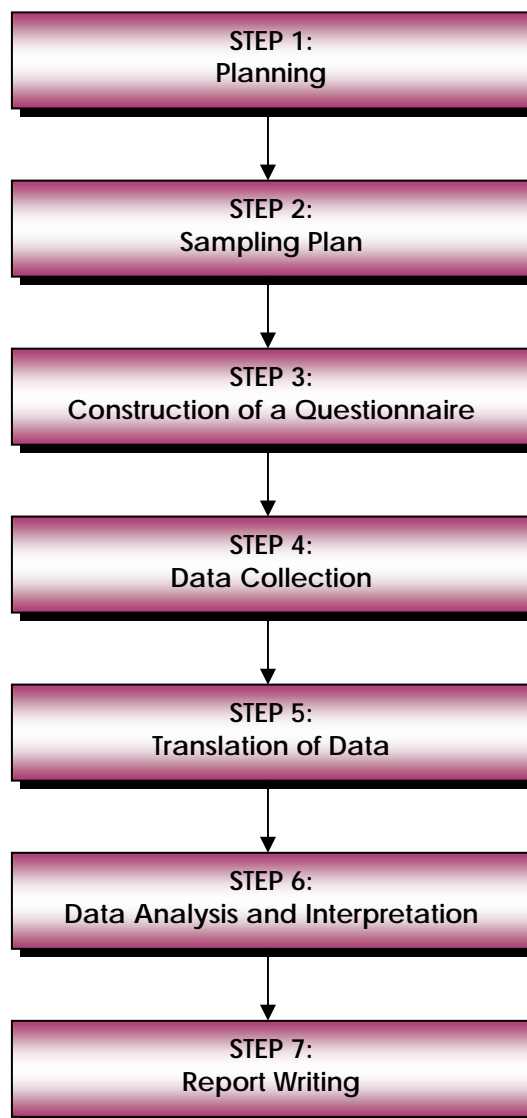 STEP 1:
Planning
STEP 2:
Sampling Plan
STEP 3:
Construction of a Questionnaire
STEP 4:
Data Collection
STEP 5:
Translation of Data
STEP 6:
Data Analysis and Interpretation
STEP 7:
Report Writing